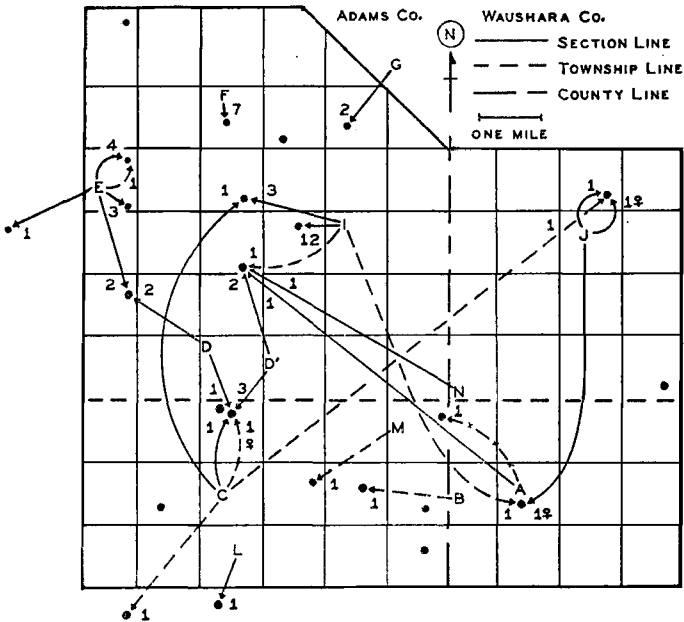 Adams Co.
Waushara Co.
N
Section Line
Township Line
County Line
One Mile
G
F
7
2
4
E
1
3
1
1
3
1
1♀
I
12
1
J
1
2
1
1
2
2
D
D'
N
1
3
1
1
1
♀
M
C
1
B
1
A
1
1♀
L
1
1